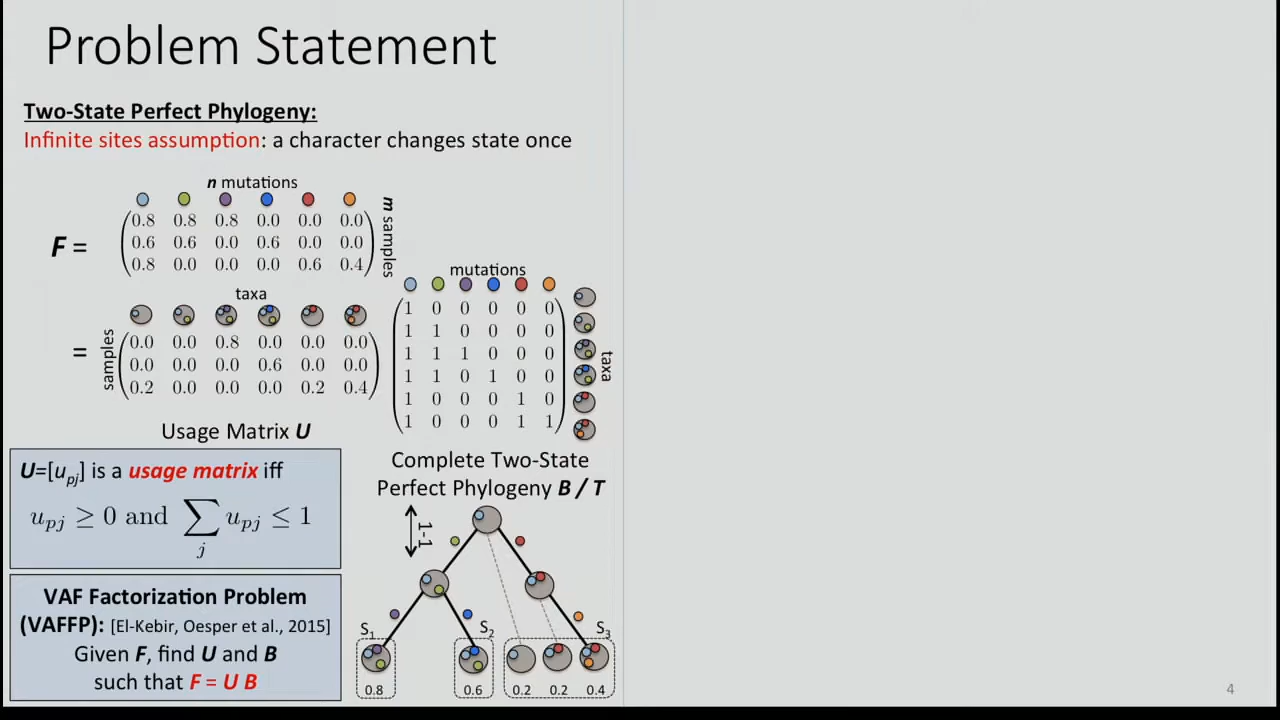 Problem Statement
Two-State Perfect Phylogeny:
Infinite sites assumption: a character changes state once
n mutations
F =
0.8 0.8 0.8 0.0 0.0 0.0
0.6 0.6 0.0 0.6 0.0 0.0
0.8 0.0 0.0 0.0 0.6 0.4
m samples
taxa
=
samples
0.0 0.0 0.8 0.0 0.0 0.0
0.0 0.0 0.0 0.6 0.0 0.0
0.2 0.0 0.0 0.0 0.2 0.4
Usage Matrix U
mutations
1 0 0 0 0 0
1 1 0 0 0 0
1 1 1 0 0 0
1 1 0 1 0 0
1 0 0 0 1 0
1 0 0 0 1 1
taxa
Complete Two-State
Perfect Phylogeny B / T
U=[u_pj] is a usage matrix iff
u_pj ≥ 0 and ∑_j u_pj ≤ 1
VAF Factorization Problem
(VAFFP): [El-Kebir, Oesper et al., 2015]
Given F, find U and B
such that F = U B
1-1
S1 S2 S3
0.8 0.6 0.2 0.2 0.4
4